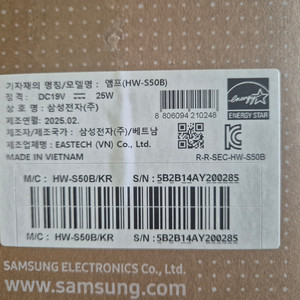 기자재의 명칭/모델명 : 앰프(HW-S50B)
정격 : DC19V ⎓ 25W
상호 : 삼성전자(주)
제조연월 : 2025.02.
제조자/제조국가 : 삼성전자(주)/베트남
제조업체명 : EASTECH (VN) Co., LTD.
MADE IN VIETNAM
8 806094 210248
energy
ENERGY STAR
R-R-SEC-HW-S50B
M/C : HW-S50B/KR S/N : 5B2B14AY200285
M/C : HW-S50B/KR S/N : 5B2B14AY200285
SAMSUNG ELECTRONICS Co., Ltd.
www.samsung.com/